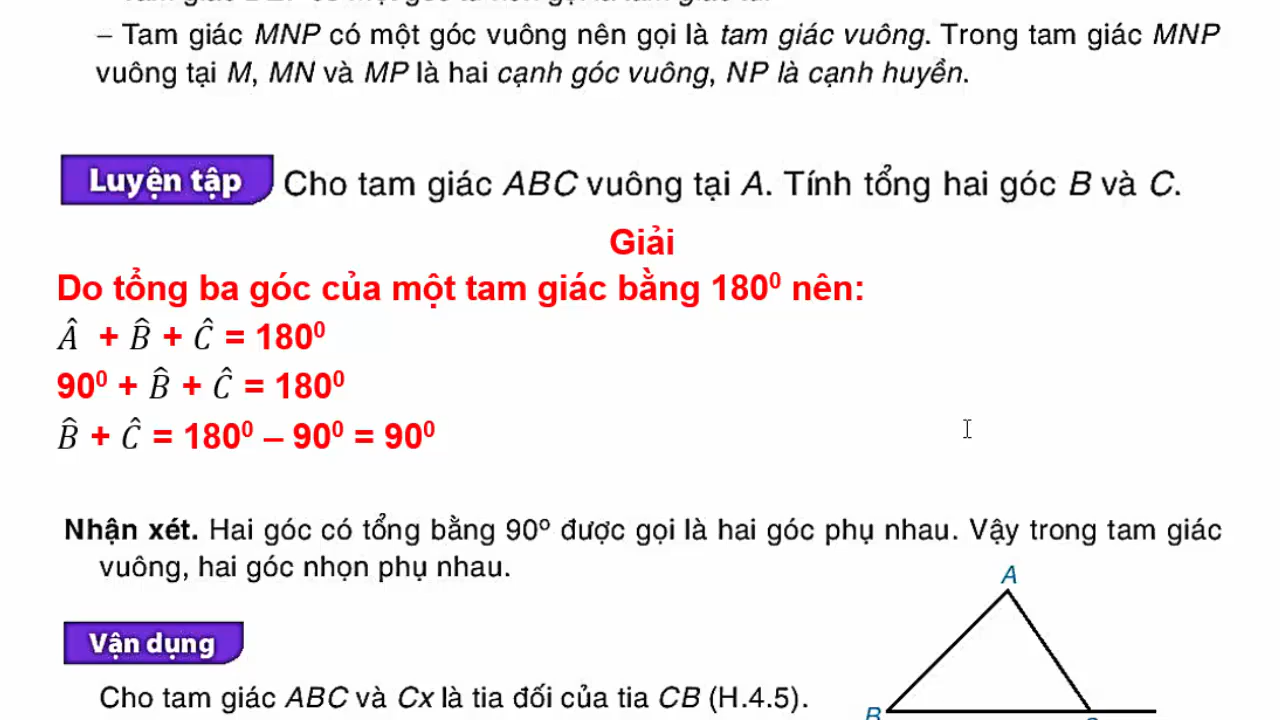 – Tam giác MNP có một góc vuông nên gọi là tam giác vuông. Trong tam giác MNP
vuông tại M, MN và MP là hai cạnh góc vuông, NP là cạnh huyền.
Luyện tập Cho tam giác ABC vuông tại A. Tính tổng hai góc B và C.
Giải
Do tổng ba góc của một tam giác bằng 180⁰ nên:
Â + B̂ + Ĉ = 180⁰
90⁰ + B̂ + Ĉ = 180⁰
B̂ + Ĉ = 180⁰ – 90⁰ = 90⁰
Nhận xét. Hai góc có tổng bằng 90º được gọi là hai góc phụ nhau. Vậy trong tam giác
vuông, hai góc nhọn phụ nhau.
A
Vận dụng
Cho tam giác ABC và Cx là tia đối của tia CB (H.4.5).
B